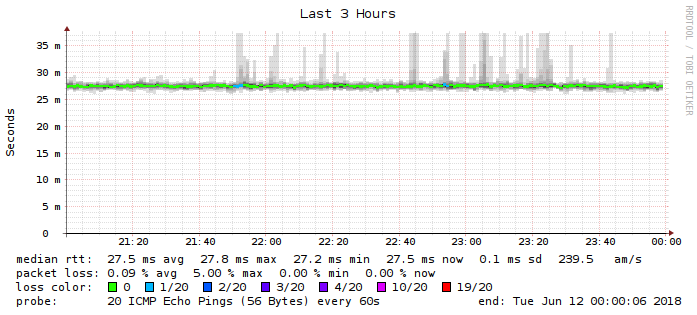 Last 3 Hours
RRDTOOL / TOBI OETIKER
Seconds
35 m
30 m
25 m
20 m
15 m
10 m
5 m
0
21:20 21:40 22:00 22:20 22:40 23:00 23:20 23:40 00:00
median rtt: 27.5 ms avg 27.8 ms max 27.2 ms min 27.5 ms now 0.1 ms sd 239.5 am/s
packet loss: 0.09 % avg 5.00 % max 0.00 % min 0.00 % now
loss color: 0 1/20 2/20 3/20 4/20 10/20 19/20
probe: 20 ICMP Echo Pings (56 Bytes) every 60s end: Tue Jun 12 00:00:06 2018